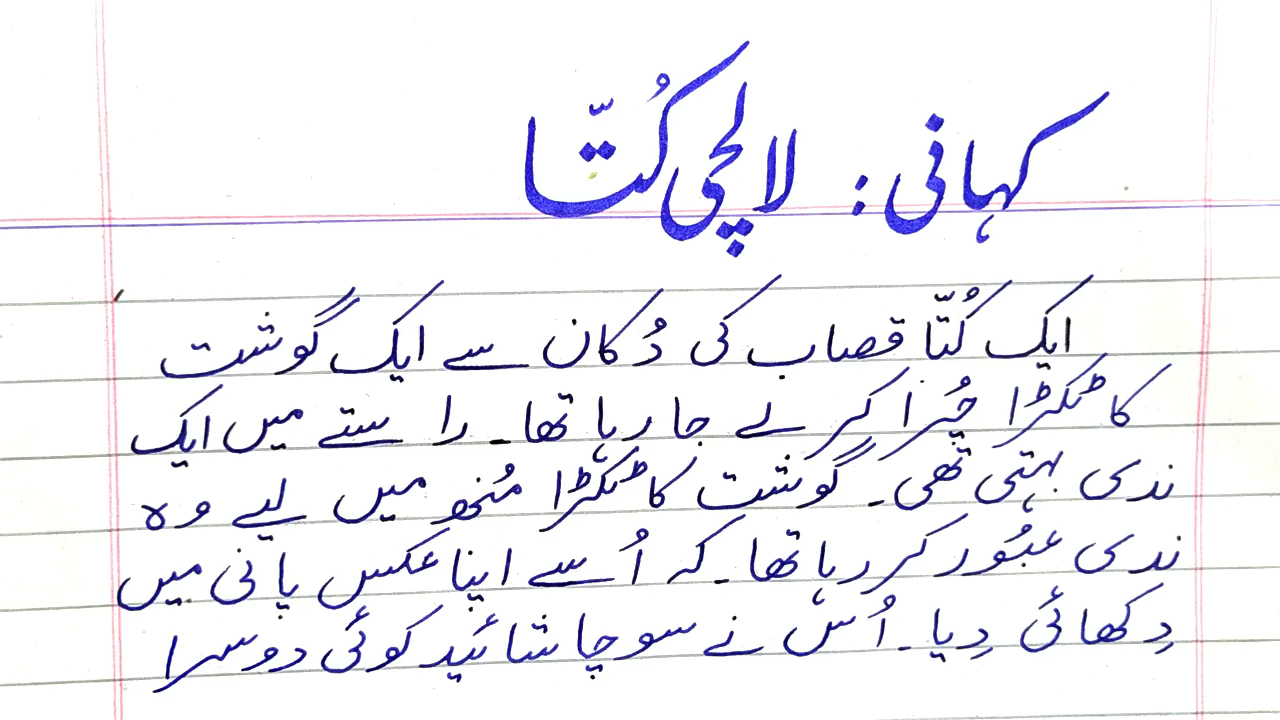 کہانی: لالچی کُتّا
ایک کُتّا قصاب کی دُکان سے ایک گوشت
کا ٹکڑا چُرا کر لے جا رہا تھا۔ راستے میں ایک
ندی بہتی تھی۔ گوشت کا ٹکڑا مُنھ میں لیے وہ
ندی عبُور کر رہا تھا۔ کہ اُسے اپنا عکس پانی میں
دِکھائی دِیا۔ اُس نے سوچا شائید کوئی دوسرا